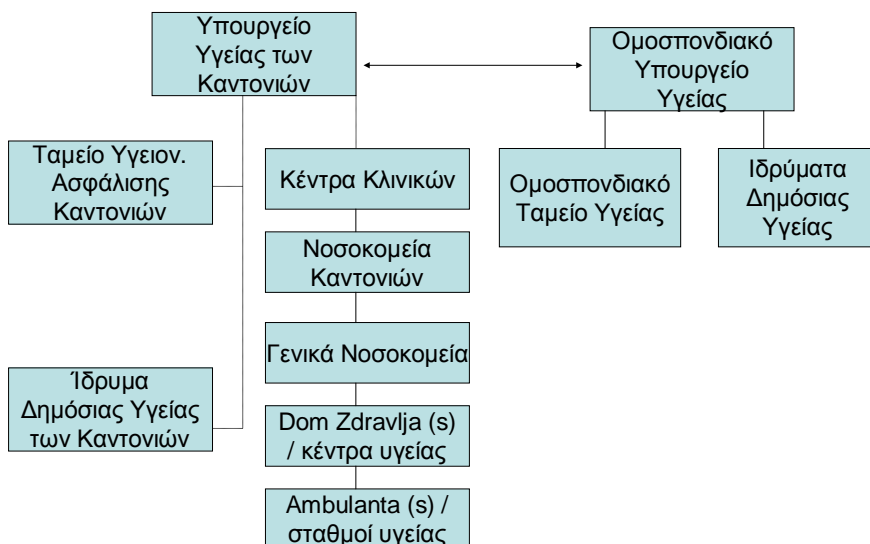 Υπουργείο
Υγείας των
Καντονιών
Ομοσπονδιακό
Υπουργείο
Υγείας
Ταμείο Υγειον.
Ασφάλισης
Καντονιών
Κέντρα Κλινικών
Ομοσπονδιακό
Ταμείο Υγείας
Ιδρύματα
Δημόσιας
Υγείας
Νοσοκομεία
Καντονιών
Γενικά Νοσοκομεία
Ίδρυμα
Δημόσιας Υγείας
των Καντονιών
Dom Zdravlja (s)
/ κέντρα υγείας
Ambulanta (s) /
σταθμοί υγείας